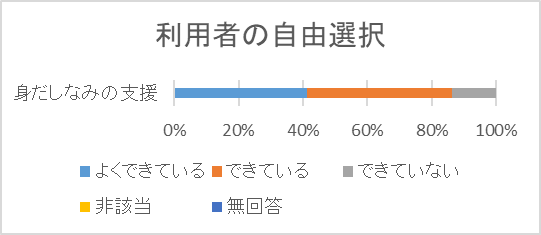 利用者の自由選択
身だしなみの支援
0% 20% 40% 60% 80% 100%
よくできている できている できていない
非該当 無回答